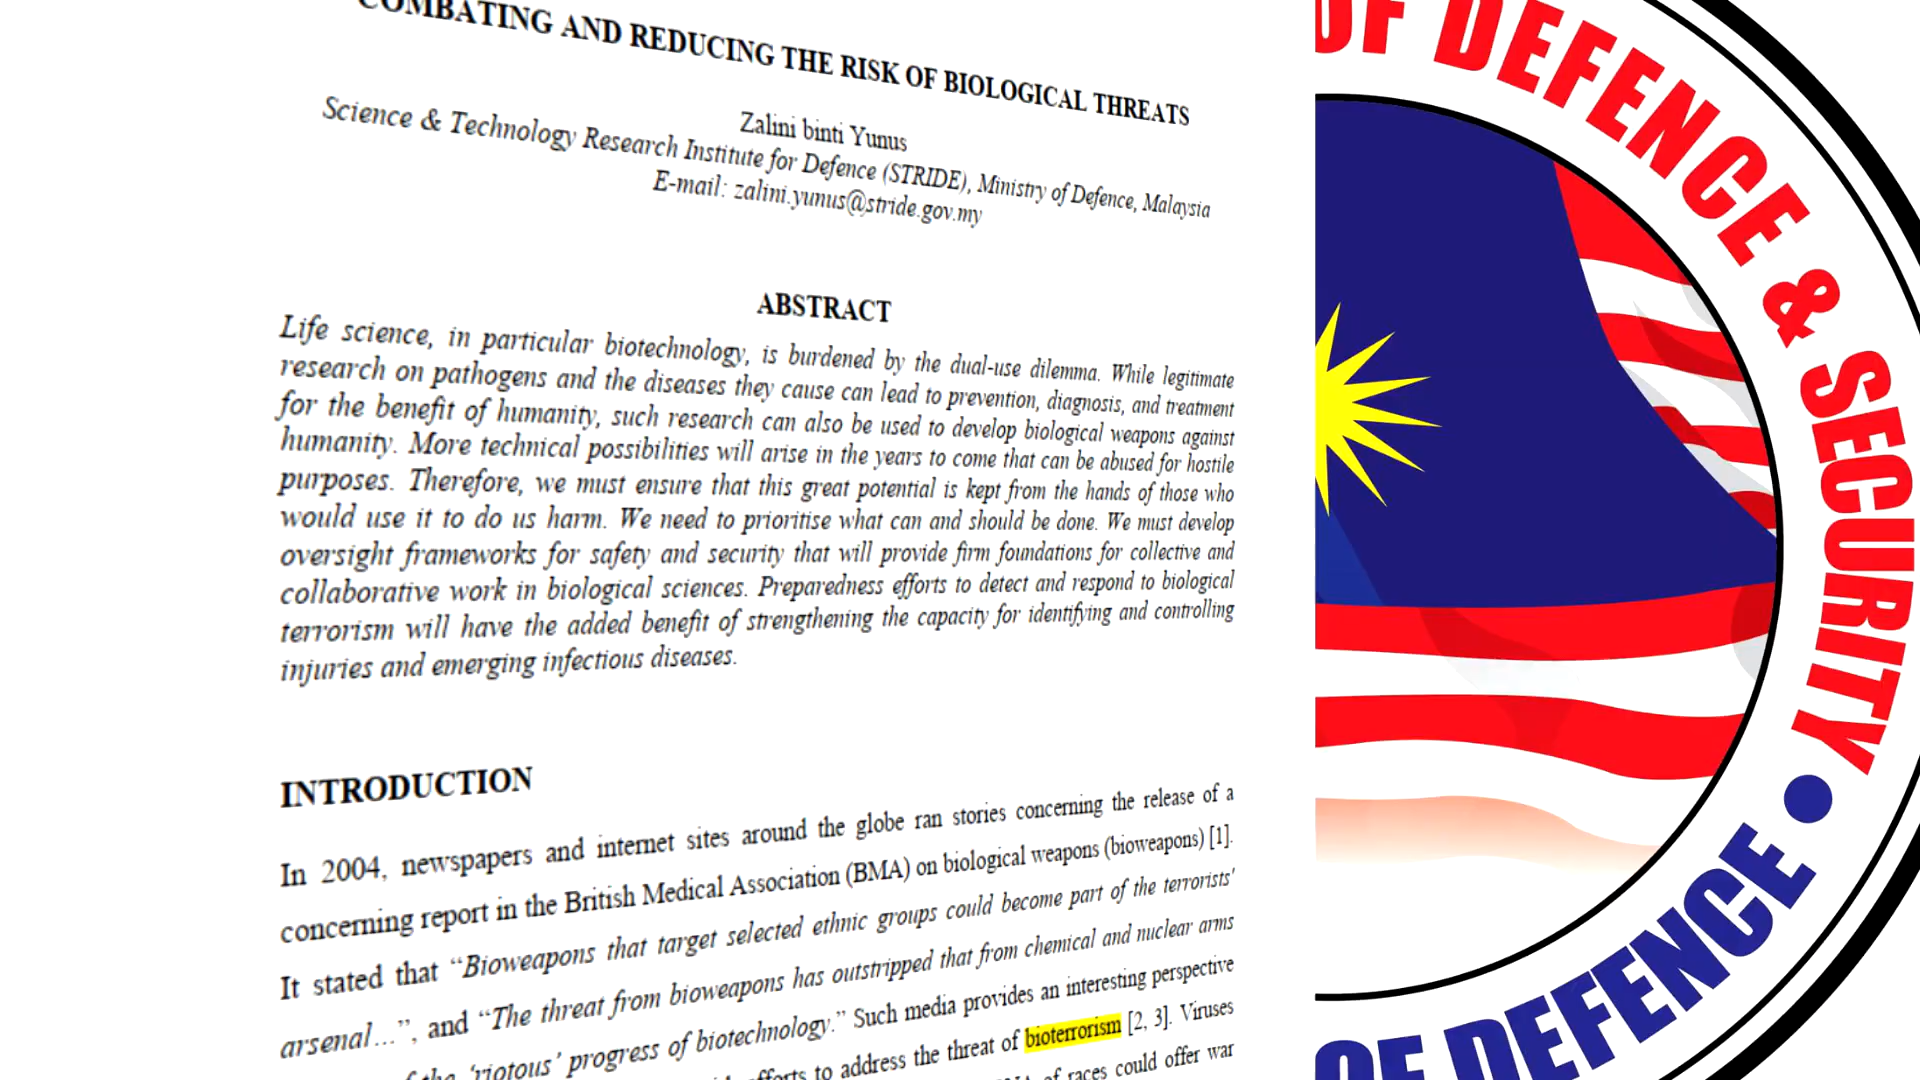 COMBATING AND REDUCING THE RISK OF BIOLOGICAL THREATS
Zalini binti Yunus
Science & Technology Research Institute for Defence (STRIDE), Ministry of Defence, Malaysia
E-mail: zalini.yunus@stride.gov.my
ABSTRACT
Life science, in particular biotechnology, is burdened by the dual-use dilemma. While legitimate
research on pathogens and the diseases they cause can lead to prevention, diagnosis, and treatment
for the benefit of humanity, such research can also be used to develop biological weapons against
humanity. More technical possibilities will arise in the years to come that can be abused for hostile
purposes. Therefore, we must ensure that this great potential is kept from the hands of those who
would use it to do us harm. We need to prioritise what can and should be done. We must develop
oversight frameworks for safety and security that will provide firm foundations for collective and
collaborative work in biological sciences. Preparedness efforts to detect and respond to biological
terrorism will have the added benefit of strengthening the capacity for identifying and controlling
injuries and emerging infectious diseases.
INTRODUCTION
In 2004, newspapers and internet sites around the globe ran stories concerning the release of a
concerning report in the British Medical Association (BMA) on biological weapons (bioweapons) [1].
It stated that “Bioweapons that target selected ethnic groups could become part of the terrorists’
arsenal…”, and “The threat from bioweapons has outstripped that from chemical and nuclear arms
of the ‘riotous’ progress of biotechnology.” Such media provides an interesting perspective
efforts to address the threat of bioterrorism [2, 3]. Viruses
of races could offer war
OF DEFENCE & SECURITY
OF DEFENCE